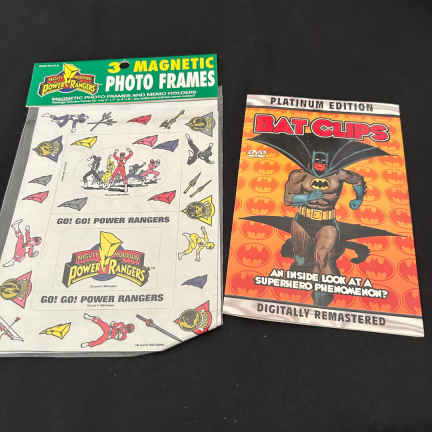 MIGHTY MORPHIN
POWER RANGERS
3 MAGNETIC
PHOTO FRAMES
MAGNETIC PHOTO FRAMES AND MEMO HOLDERS
GO! GO! POWER RANGERS
MIGHTY MORPHIN
POWER RANGERS
GO! GO! POWER RANGERS
PLATINUM EDITION
BAT CLIPS
DVD
AN INSIDE LOOK AT A
SUPERHERO PHENOMENON?
DIGITALLY REMASTERED